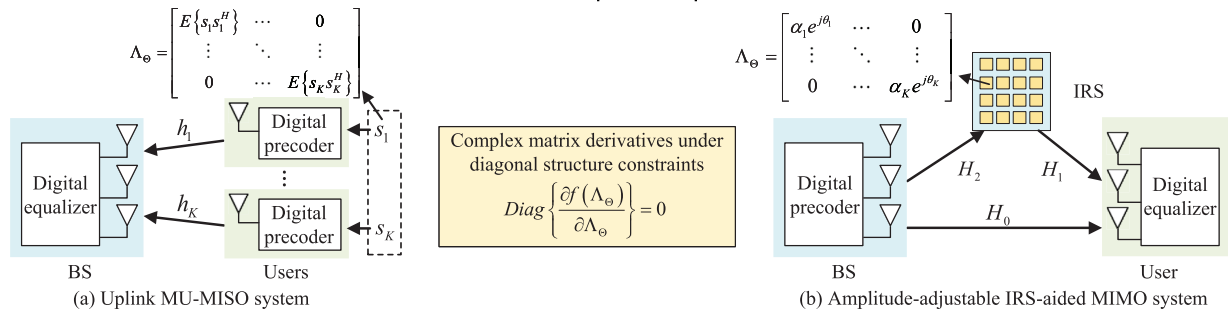 Λ_Θ = [ E{s_1 s_1^H} ⋯ 0
⋮ ⋱ ⋮
0 ⋯ E{s_K s_K^H} ]
h_1
Digital
precoder
s_1
Digital
equalizer
⋮
h_K
Digital
precoder
s_K
BS
Users
(a) Uplink MU-MISO system
Complex matrix derivatives under
diagonal structure constraints
Diag { ∂f(Λ_Θ) / ∂Λ_Θ } = 0
Λ_Θ = [ α_1 e^{jθ_1} ⋯ 0
⋮ ⋱ ⋮
0 ⋯ α_K e^{jθ_K} ]
IRS
Digital
precoder
H_2
H_1
H_0
Digital
equalizer
BS
User
(b) Amplitude-adjustable IRS-aided MIMO system